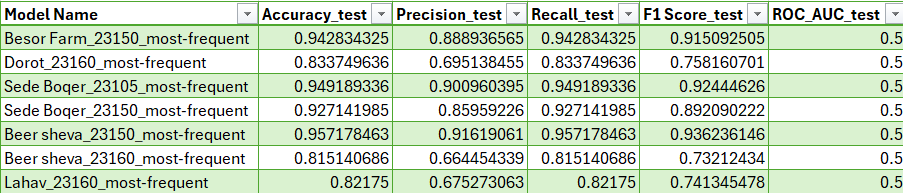 Model Name Accuracy_test Precision_test Recall_test F1 Score_test ROC_AUC_test
Besor Farm_23150_most-frequent 0.942834325 0.888936565 0.942834325 0.915092505 0.5
Dorot_23160_most-frequent 0.833749636 0.695138455 0.833749636 0.758160701 0.5
Sede Boqer_23105_most-frequent 0.949189336 0.900960395 0.949189336 0.92444626 0.5
Sede Boqer_23150_most-frequent 0.927141985 0.85959226 0.927141985 0.892090222 0.5
Beer sheva_23150_most-frequent 0.957178463 0.91619061 0.957178463 0.936236146 0.5
Beer sheva_23160_most-frequent 0.815140686 0.664454339 0.815140686 0.73212434 0.5
Lahav_23160_most-frequent 0.82175 0.675273063 0.82175 0.741345478 0.5